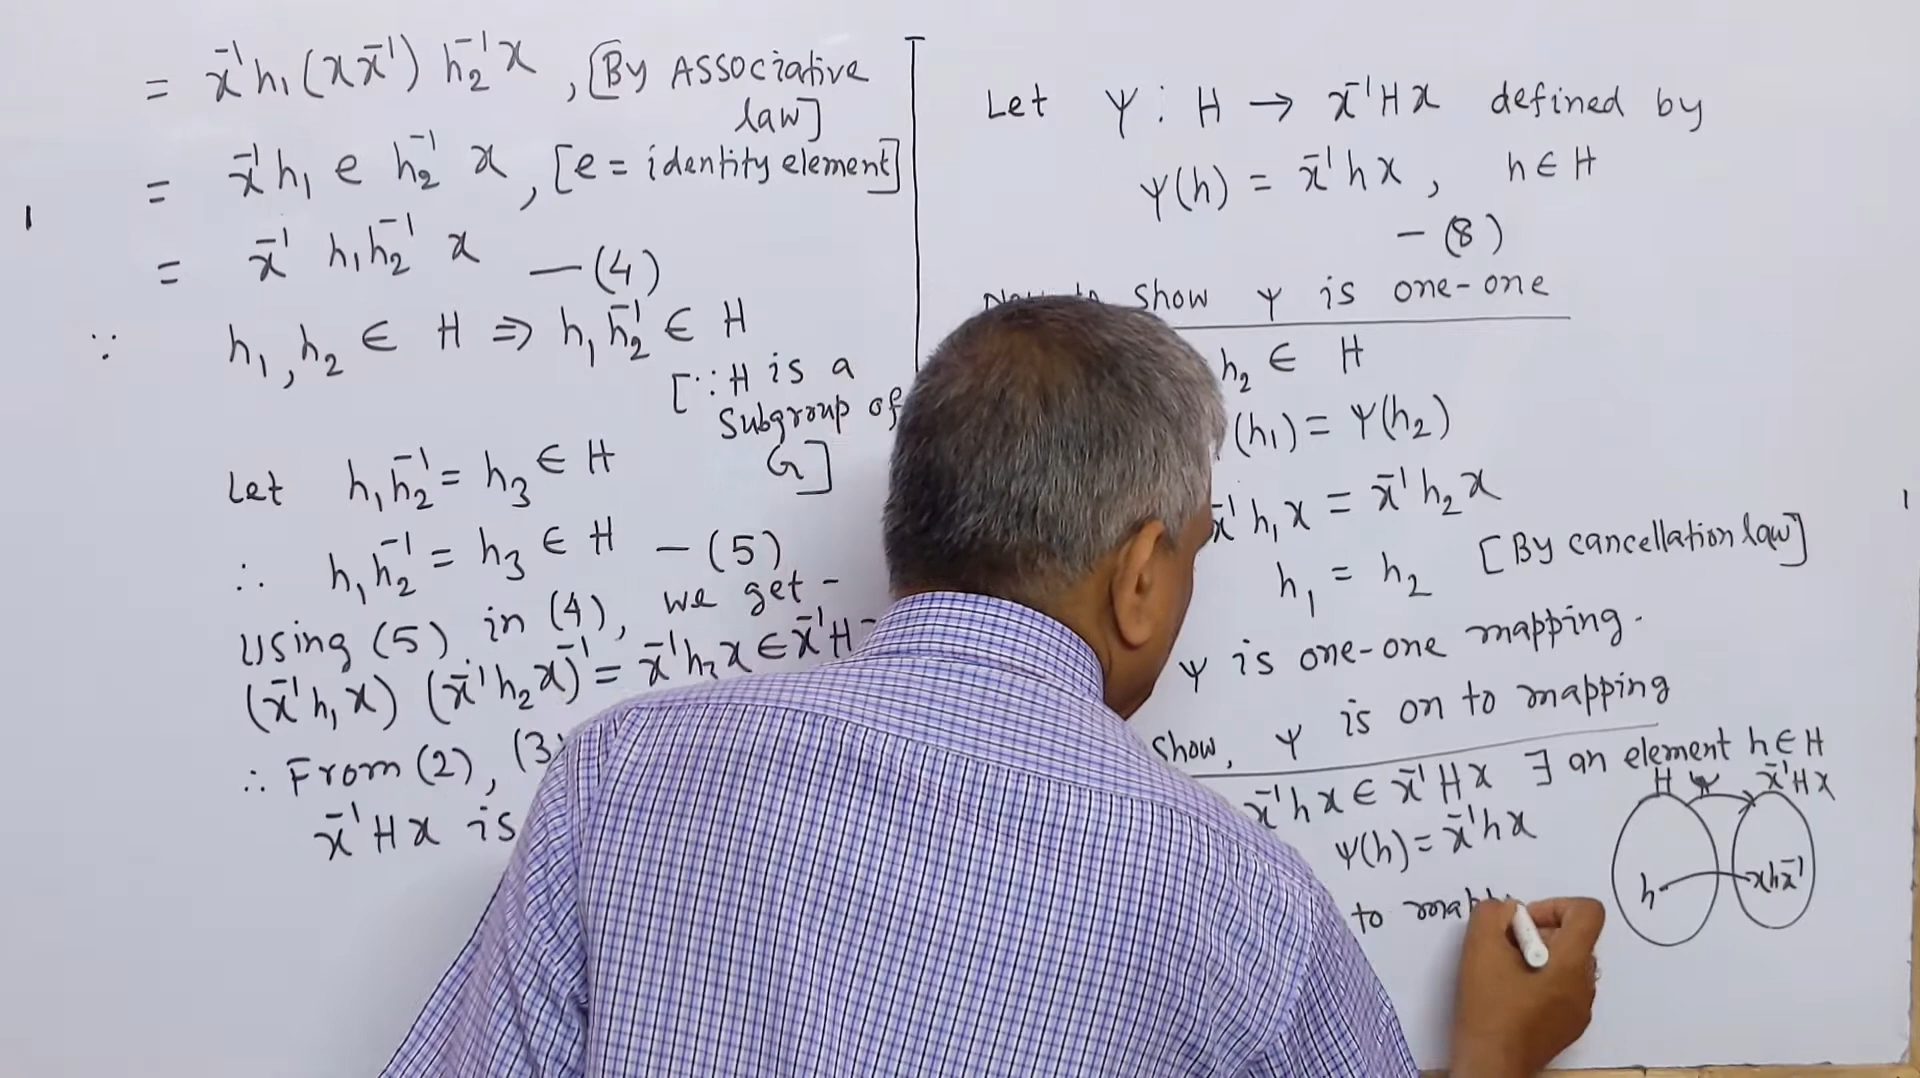 = x̄¹h₁(xx̄¹) h₂⁻¹x , [By Associative
law]
= x̄¹h₁ e h₂⁻¹ x , [e = identity element]
= x̄¹ h₁h₂⁻¹ x — (4)
∵ h₁, h₂ ∈ H ⇒ h₁h₂⁻¹ ∈ H
[∵ H is a
Subgroup of
G]
Let h₁h₂⁻¹ = h₃ ∈ H
∴ h₁h₂⁻¹ = h₃ ∈ H — (5)
Using (5) in (4), we get -
(x̄¹h₁x) (x̄¹h₂x)⁻¹ = x̄¹h₃x ∈ x̄¹H
∴ From (2), (3)
x̄¹Hx is
Let Ψ : H → x̄¹Hx defined by
Ψ(h) = x̄¹hx , h ∈ H
— (8)
Show Ψ is one-one
h₂ ∈ H
(h₁) = Ψ(h₂)
x̄¹h₁x = x̄¹h₂x
h₁ = h₂ [By cancellation law]
Ψ is one-one mapping.
Show, Ψ is on to mapping
x̄¹hx ∈ x̄¹Hx ∃ an element h ∈ H
Ψ(h) = x̄¹hx
to
H Ψ x̄¹Hx
h xhx̄¹